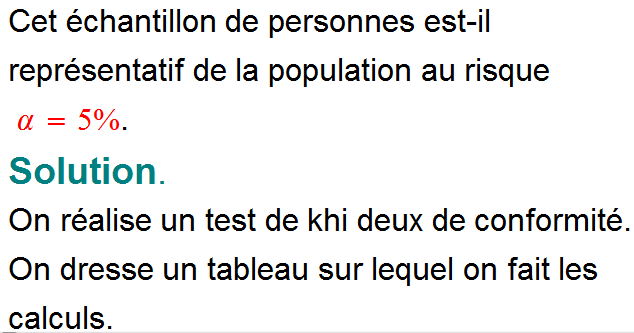 Cet échantillon de personnes est-il
représentatif de la population au risque
α = 5%.
Solution.
On réalise un test de khi deux de conformité.
On dresse un tableau sur lequel on fait les
calculs.